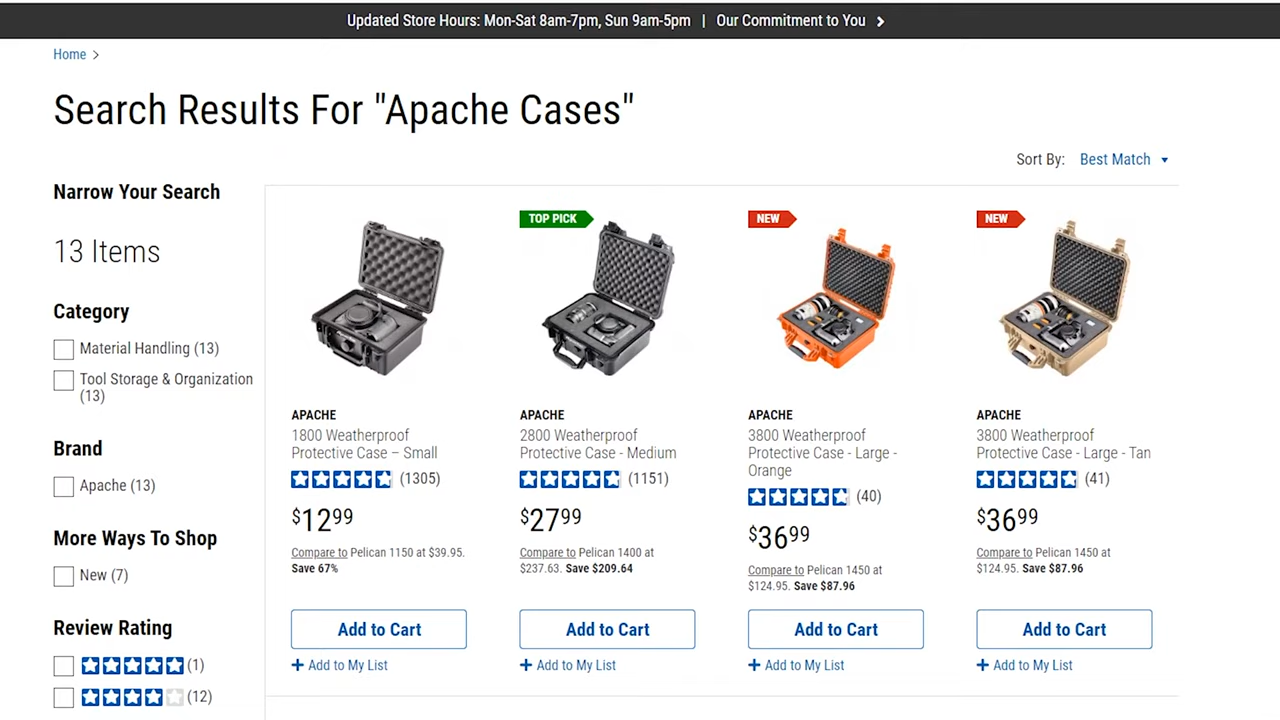 Updated Store Hours: Mon-Sat 8am-7pm, Sun 9am-5pm | Our Commitment to You >
Home >
Search Results For "Apache Cases"
Sort By: Best Match
Narrow Your Search
13 Items
Category
Material Handling (13)
Tool Storage & Organization
(13)
Brand
Apache (13)
More Ways To Shop
New (7)
Review Rating
(1)
(12)
APACHE
1800 Weatherproof
Protective Case – Small
(1305)
$12.99
Compare to Pelican 1150 at $39.95.
Save 67%
Add to Cart
+ Add to My List
TOP PICK
APACHE
2800 Weatherproof
Protective Case - Medium
(1151)
$27.99
Compare to Pelican 1400 at
$237.63. Save $209.64
Add to Cart
+ Add to My List
NEW
APACHE
3800 Weatherproof
Protective Case - Large -
Orange
(40)
$36.99
Compare to Pelican 1450 at
$124.95. Save $87.96
Add to Cart
+ Add to My List
NEW
APACHE
3800 Weatherproof
Protective Case - Large - Tan
(41)
$36.99
Compare to Pelican 1450 at
$124.95. Save $87.96
Add to Cart
+ Add to My List